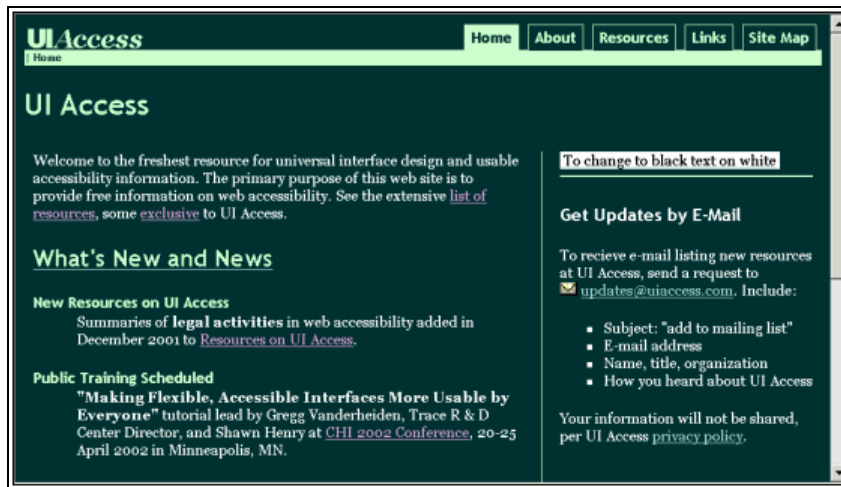 UIAccess
Home About Resources Links Site Map
| Home
UI Access
Welcome to the freshest resource for universal interface design and usable
accessibility information. The primary purpose of this web site is to
provide free information on web accessibility. See the extensive list of
resources, some exclusive to UI Access.
What's New and News
New Resources on UI Access
Summaries of legal activities in web accessibility added in
December 2001 to Resources on UI Access.
Public Training Scheduled
"Making Flexible, Accessible Interfaces More Usable by
Everyone" tutorial lead by Gregg Vanderheiden, Trace R & D
Center Director, and Shawn Henry at CHI 2002 Conference, 20-25
April 2002 in Minneapolis, MN.
To change to black text on white
Get Updates by E-Mail
To recieve e-mail listing new resources
at UI Access, send a request to
updates@uiaccess.com. Include:
▪ Subject: "add to mailing list"
▪ E-mail address
▪ Name, title, organization
▪ How you heard about UI Access
Your information will not be shared,
per UI Access privacy policy.